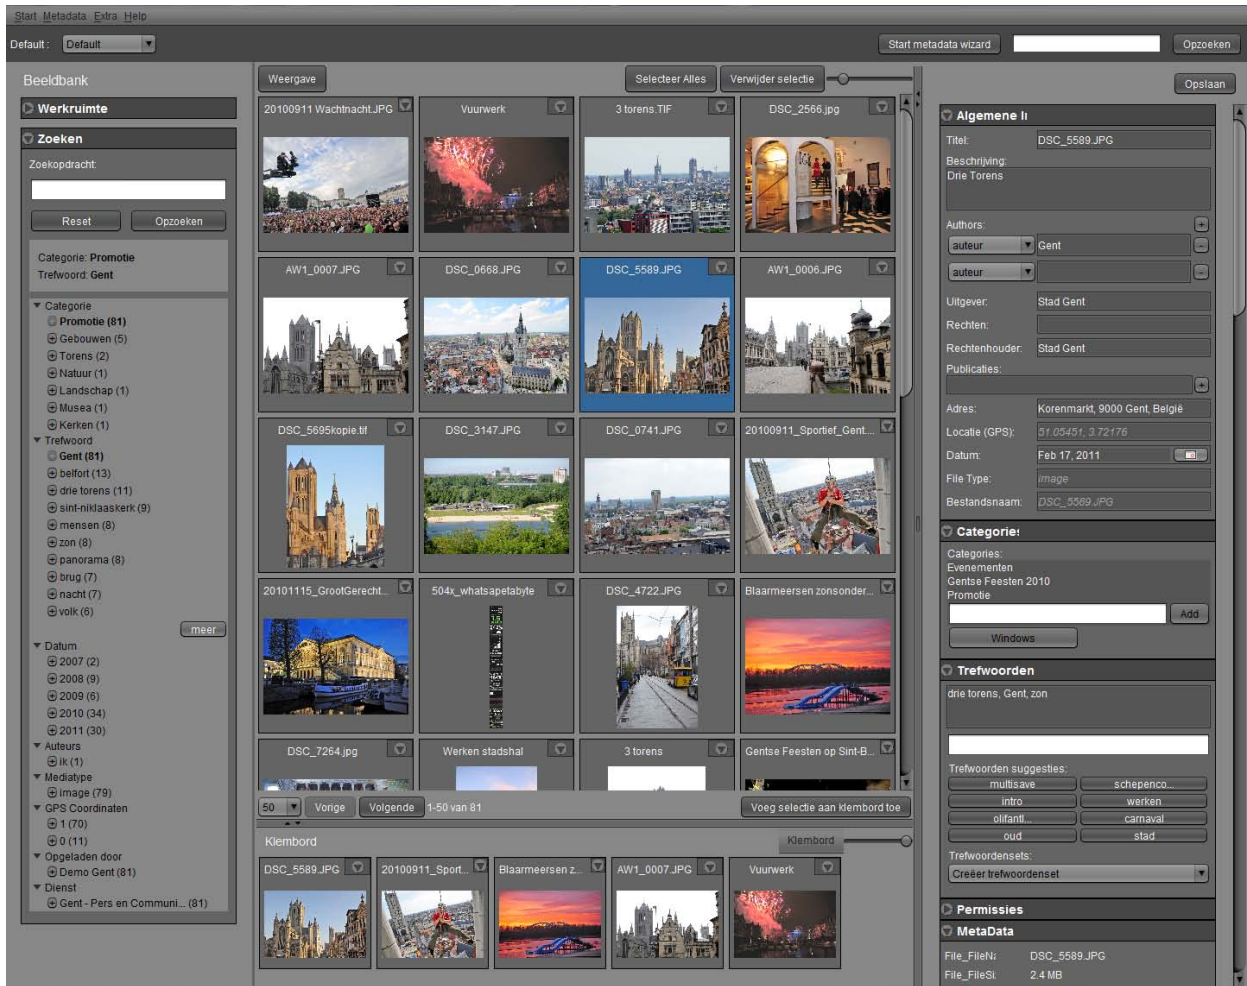 Start Metadata Extra Help
Default: Default Start metadata wizard Opzoeken
Beeldbank
Werkruimte
Zoeken
Zoekopdracht:
Reset Opzoeken
Categorie: Promotie
Trefwoord: Gent
Categorie
Promotie (81)
Gebouwen (5)
Torens (2)
Natuur (1)
Landschap (1)
Musea (1)
Kerken (1)
Trefwoord
Gent (81)
belfort (13)
drie torens (11)
sint-niklaaskerk (9)
mensen (8)
zon (8)
panorama (8)
brug (7)
nacht (7)
volk (6)
meer
Datum
2007 (2)
2008 (9)
2009 (6)
2010 (34)
2011 (30)
Auteurs
ik (1)
Mediatype
image (79)
GPS Coordinaten
1 (70)
0 (11)
Opgeladen door
Demo Gent (81)
Dienst
Gent - Pers en Communi... (81)
Weergave Selecteer Alles Verwijder selectie
20100911 Wachtnacht.JPG Vuurwerk 3 torens.TIF DSC_2566.jpg
AW1_0007.JPG DSC_0668.JPG DSC_5589.JPG AW1_0006.JPG
DSC_5695kopie.tif DSC_3147.JPG DSC_0741.JPG 20100911_Sportief_Gent....
20101115_GrootGerecht... 504x_whatsapetabyte DSC_4722.JPG Blaarmeersen zonsonder...
DSC_7264.jpg Werken stadshal 3 torens Gentse Feesten op Sint-B...
50 Vorige Volgende 1-50 van 81 Voeg selectie aan klembord toe
Klembord Klembord
DSC_5589.JPG 20100911_Sport... Blaarmeersen z... AW1_0007.JPG Vuurwerk
Opslaan
Algemene Ir
Titel: DSC_5589.JPG
Beschrijving:
Drie Torens
Authors: +
auteur Gent -
auteur -
Uitgever: Stad Gent
Rechten:
Rechtenhouder: Stad Gent
Publicaties:
+
Adres: Korenmarkt, 9000 Gent, België
Locatie (GPS): 51.05451, 3.72176
Datum: Feb 17, 2011
File Type: image
Bestandsnaam: DSC_5589.JPG
Categories
Categories:
Evenementen
Gentse Feesten 2010
Promotie
Add
Windows
Trefwoorden
drie torens, Gent, zon
Trefwoorden suggesties:
multisave schepenco...
intro werken
olifantl... carnaval
oud stad
Trefwoordensets:
Creëer trefwoordenset
Permissies
MetaData
File_FileNa DSC_5589.JPG
File_FileSi: 2.4 MB